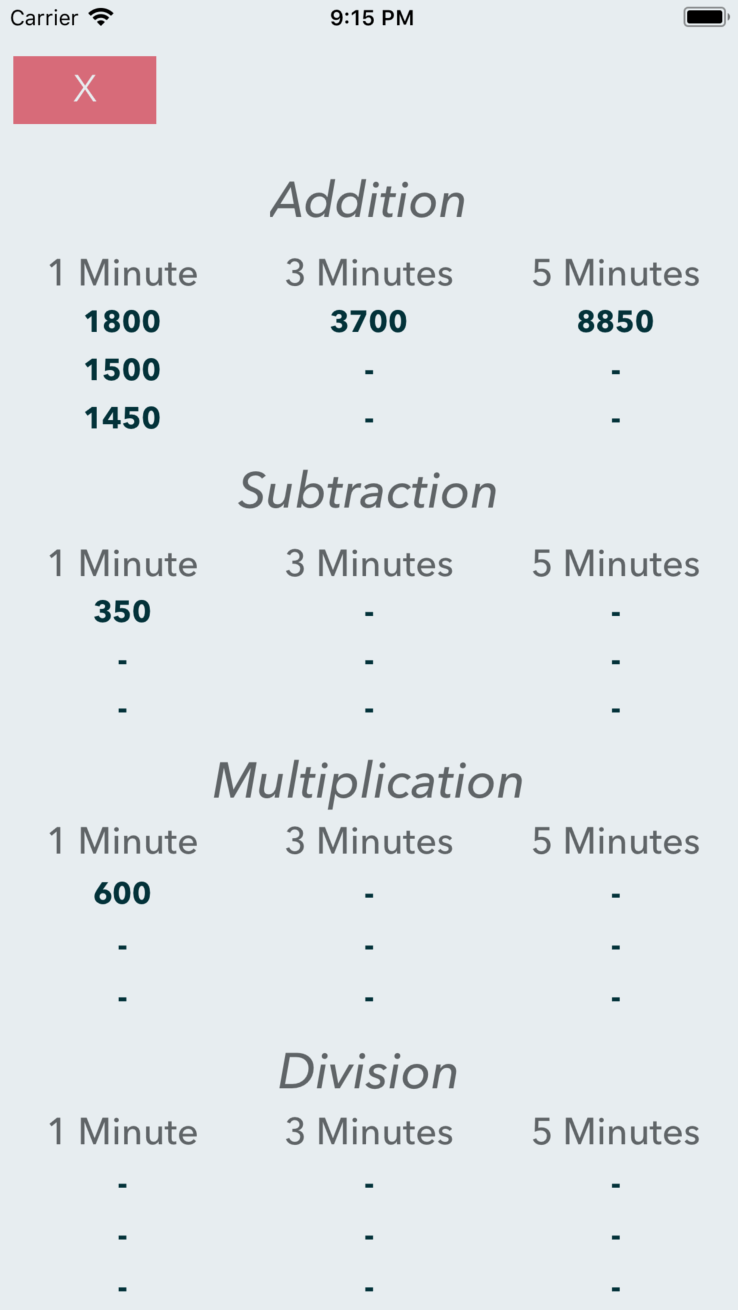 Carrier 9:15 PM
X
Addition
1 Minute 3 Minutes 5 Minutes
1800 3700 8850
1500 - -
1450 - -
Subtraction
1 Minute 3 Minutes 5 Minutes
350 - -
- - -
- - -
Multiplication
1 Minute 3 Minutes 5 Minutes
600 - -
- - -
- - -
Division
1 Minute 3 Minutes 5 Minutes
- - -
- - -
- - -